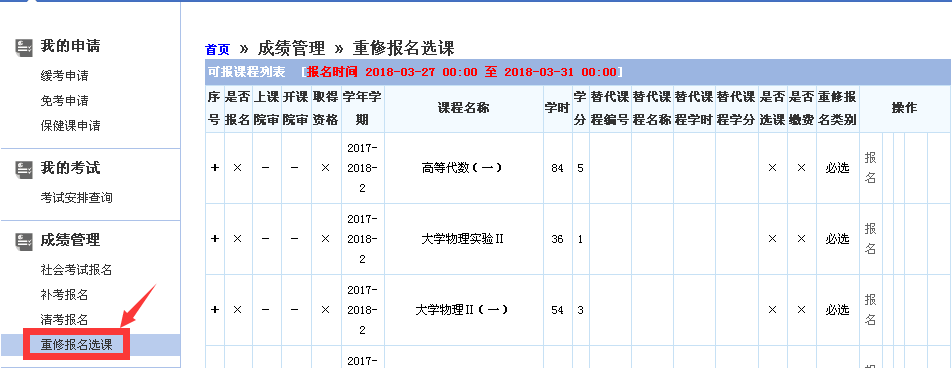 我的申请
缓考申请
免考申请
保健课申请
我的考试
考试安排查询
成绩管理
社会考试报名
补考报名
清考报名
重修报名选课
首页 » 成绩管理 » 重修报名选课
可报课程列表 [报名时间 2018-03-27 00:00 至 2018-03-31 00:00]
序号 是否报名 上课院审 开课院审 取得资格 学年学期 课程名称 学时 学分 替代课程编号 替代课程名称 替代课程学时 替代课程学分 是否选课 是否缴费 重修报名类别 操作
+ × - - × 2017-2018-2 高等代数(一) 84 5 × × 必选 报名
+ × - - × 2017-2018-2 大学物理实验II 36 1 × × 必选 报名
+ × - - × 2017-2018-2 大学物理II(一) 54 3 × × 必选 报名
2017-